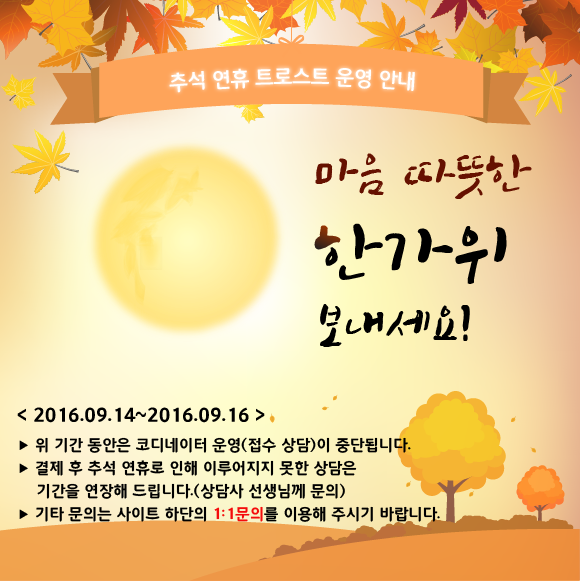 추석 연휴 트로스트 운영 안내
마음 따뜻한
한가위
보내세요!
< 2016.09.14~2016.09.16 >
▶ 위 기간 동안은 코디네이터 운영(접수 상담)이 중단됩니다.
▶ 결제 후 추석 연휴로 인해 이루어지지 못한 상담은
기간을 연장해 드립니다.(상담사 선생님께 문의)
▶ 기타 문의는 사이트 하단의 1:1문의를 이용해 주시기 바랍니다.